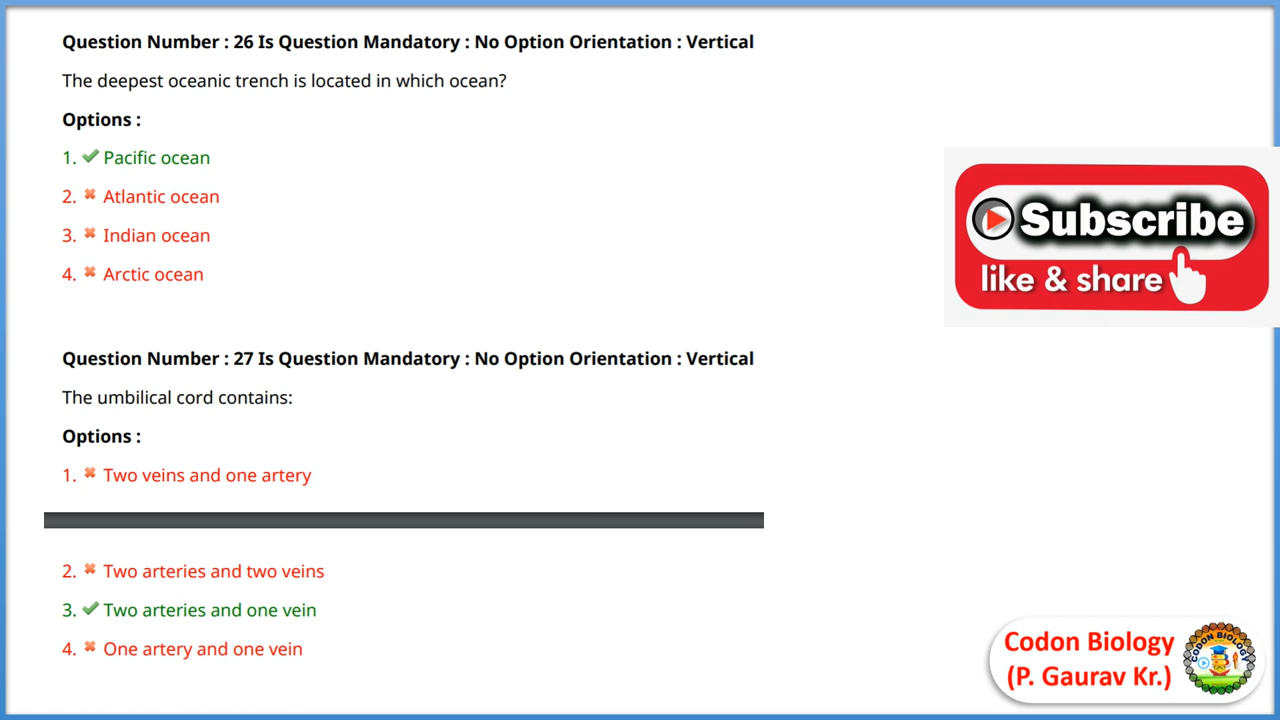 Question Number : 26 Is Question Mandatory : No Option Orientation : Vertical
The deepest oceanic trench is located in which ocean?
Options :
1. Pacific ocean
2. Atlantic ocean
3. Indian ocean
4. Arctic ocean
Subscribe
like & share
Question Number : 27 Is Question Mandatory : No Option Orientation : Vertical
The umbilical cord contains:
Options :
1. Two veins and one artery
2. Two arteries and two veins
3. Two arteries and one vein
4. One artery and one vein
Codon Biology
(P. Gaurav Kr.)
CODON BIOLOGY